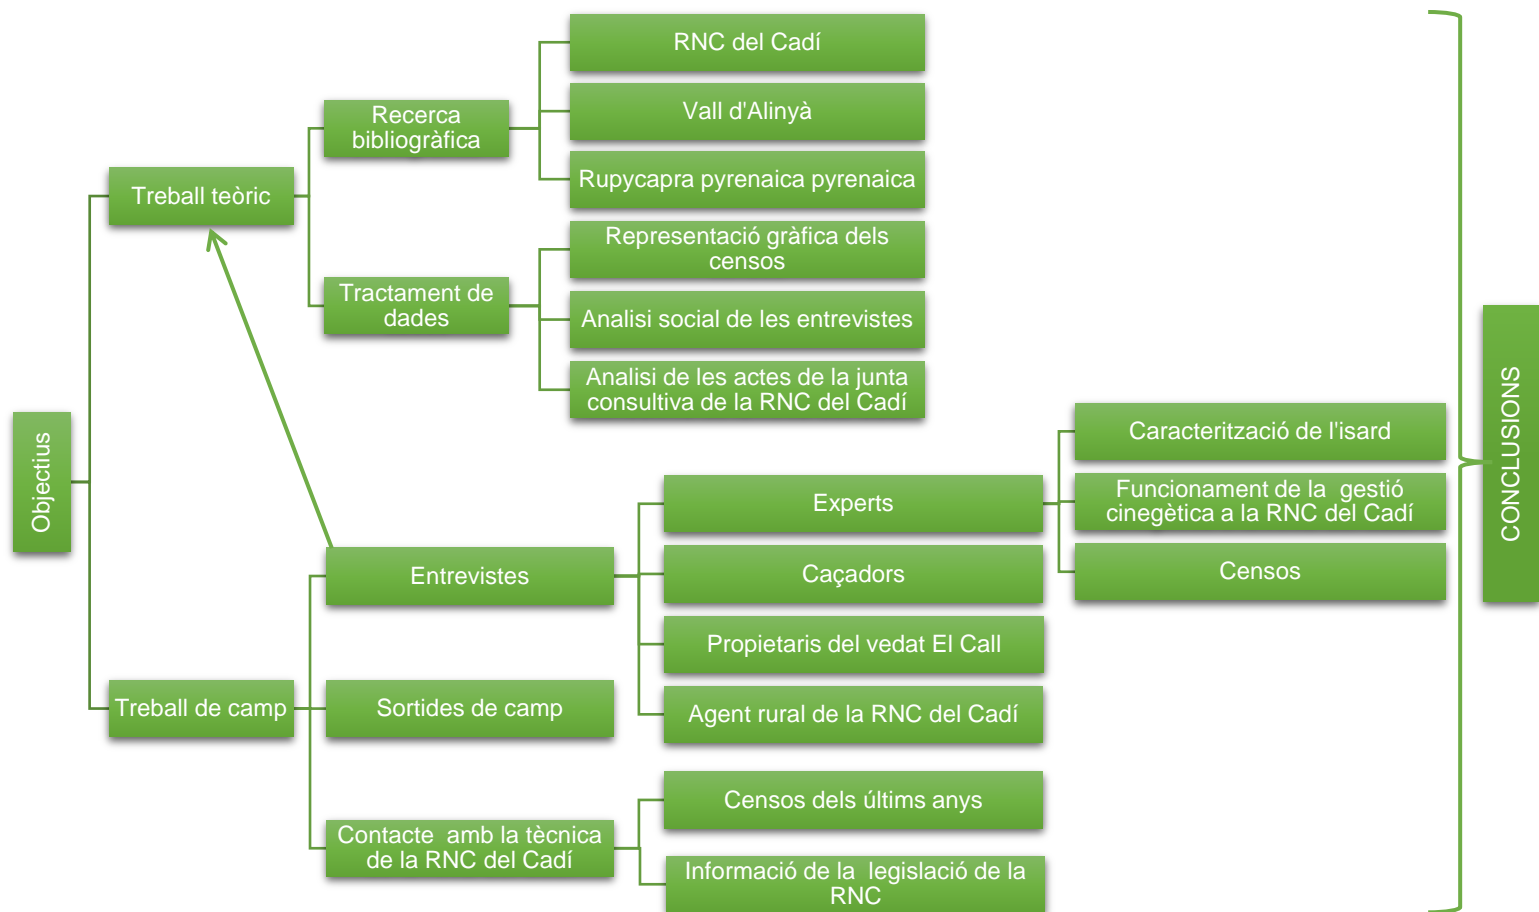 Objectius
Treball teòric
Recerca
bibliogràfica
RNC del Cadí
Vall d'Alinyà
Rupycapra pyrenaica pyrenaica
Tractament de
dades
Representació gràfica dels
censos
Analisi social de les entrevistes
Analisi de les actes de la junta
consultiva de la RNC del Cadí
Treball de camp
Entrevistes
Experts
Caracterització de l'isard
Funcionament de la gestió
cinegètica a la RNC del Cadí
Censos
Caçadors
Propietaris del vedat El Call
Agent rural de la RNC del Cadí
Sortides de camp
Contacte amb la tècnica
de la RNC del Cadí
Censos dels últims anys
Informació de la legislació de la
RNC
CONCLUSIONS